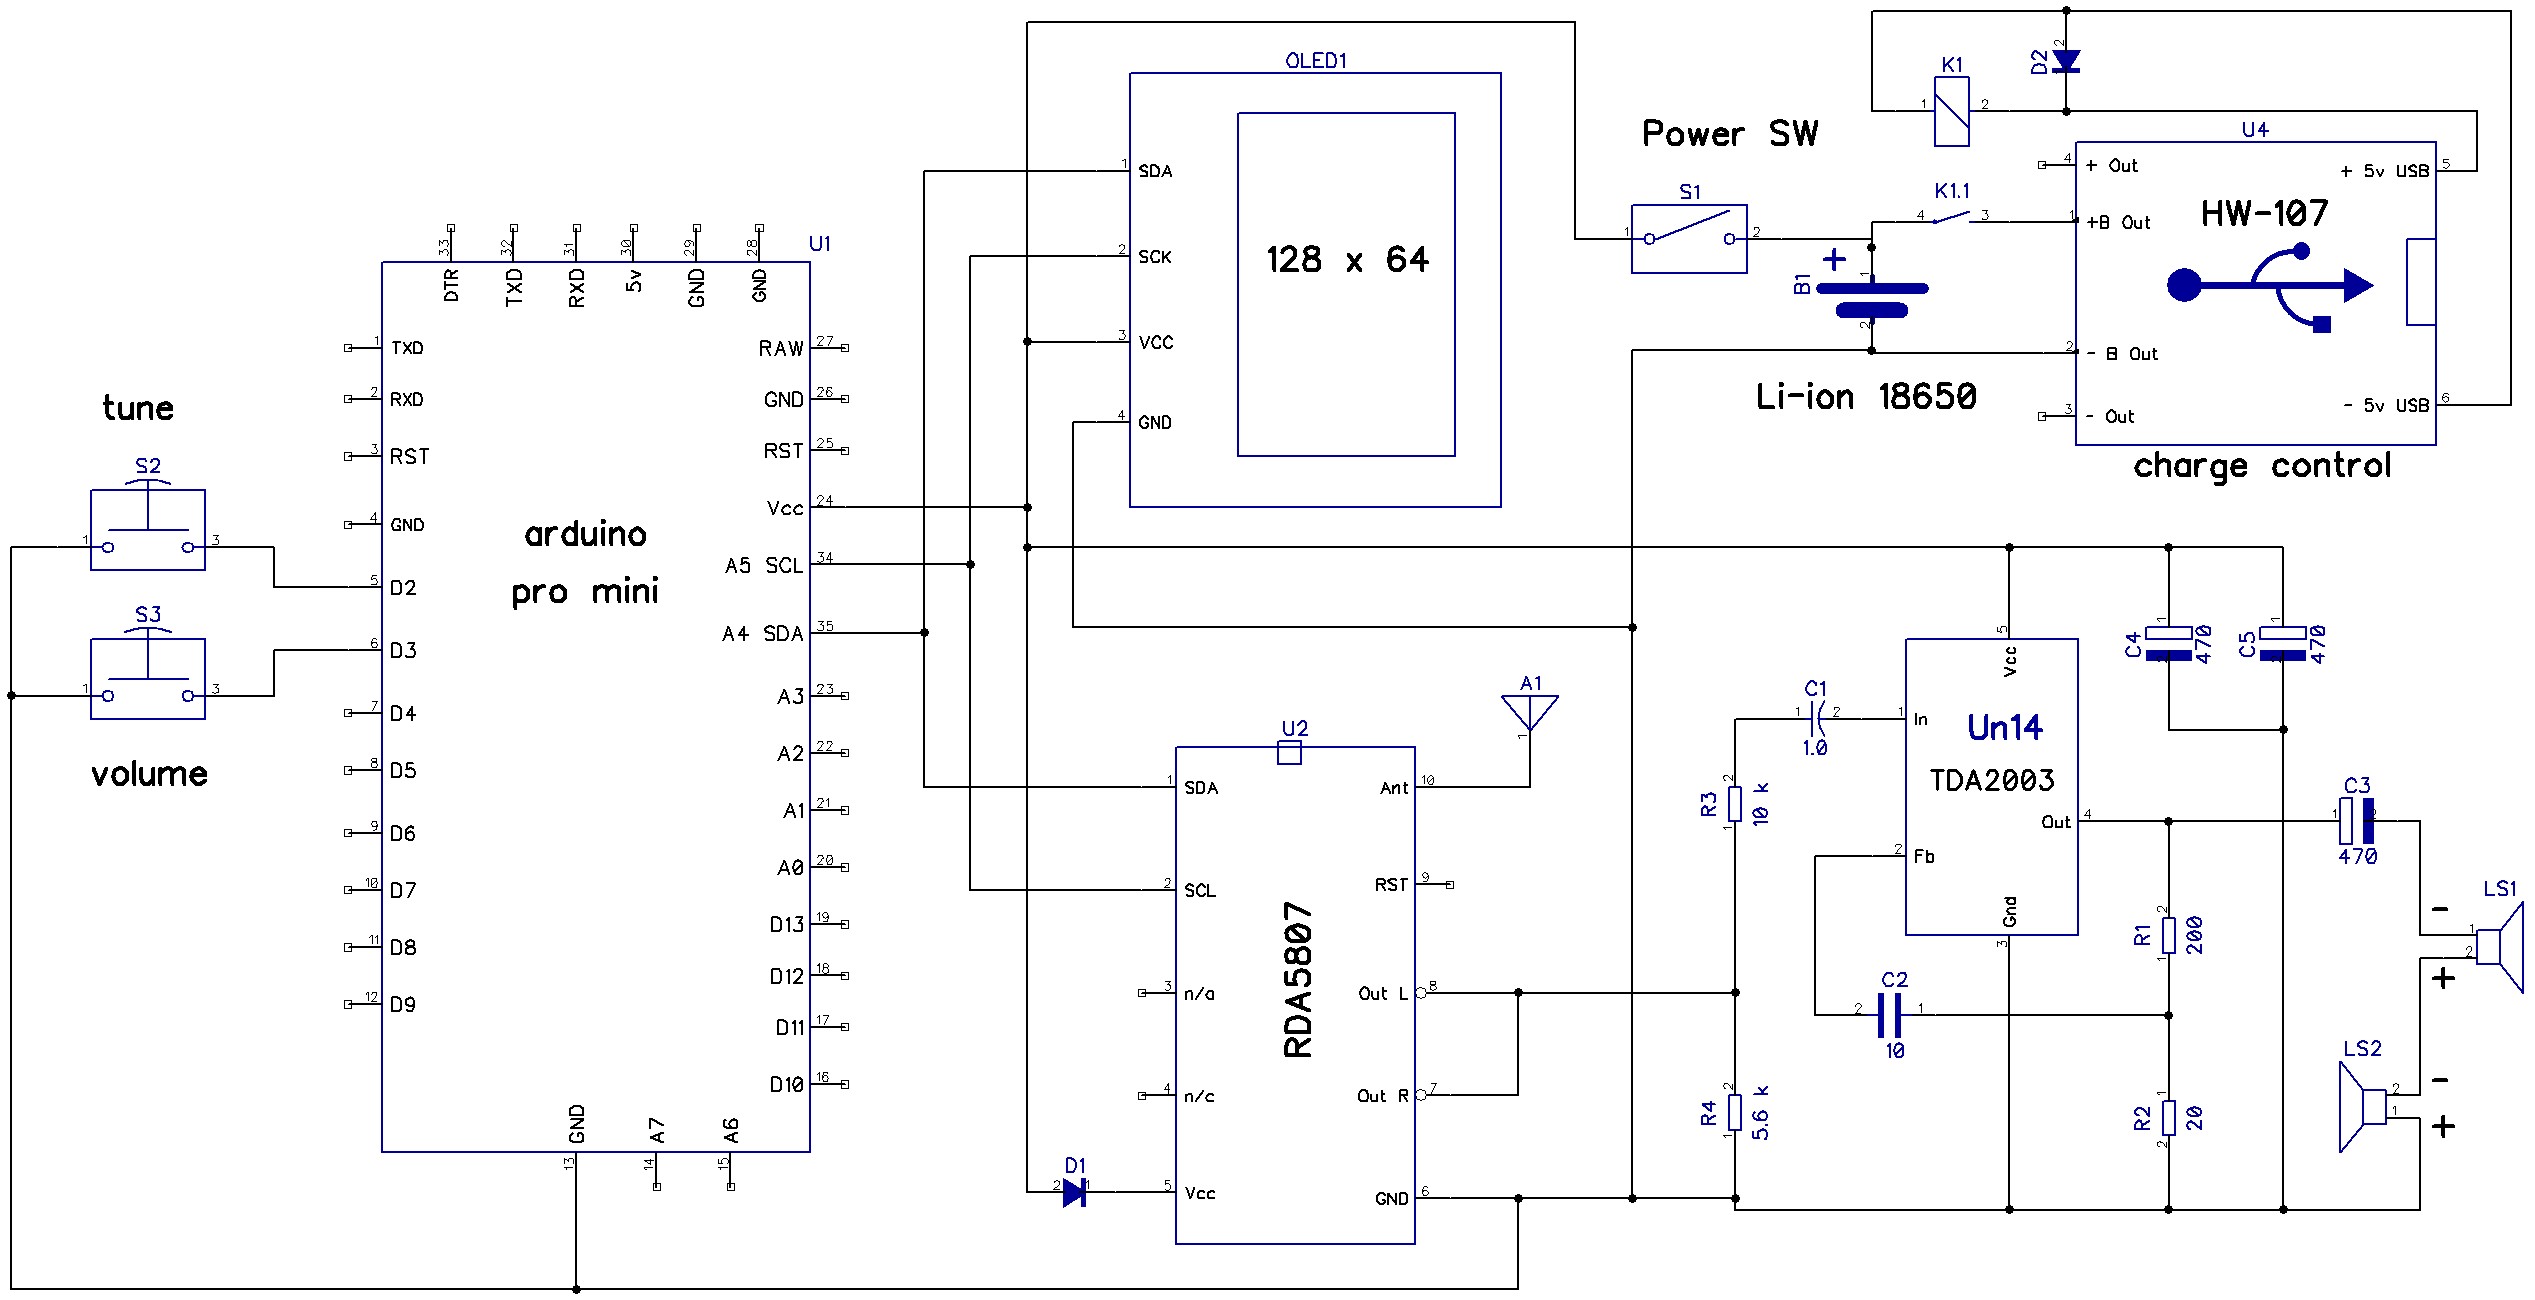 OLED1
128 x 64
1 SDA
2 SCK
3 VCC
4 GND
Power SW
S1
1 2
K1
1 2
D2
2
K1.1
4 3
B1
+
1
2
Li-ion 18650
U4
HW-107
4 + Out
1 +B Out
2 - B Out
3 - Out
+ 5v USB 5
- 5v USB 6
charge control
U1
arduino
pro mini
33 DTR
32 TXD
31 RXD
30 5v
29 GND
28 GND
1 TXD
2 RXD
3 RST
4 GND
5 D2
6 D3
7 D4
8 D5
9 D6
10 D7
11 D8
12 D9
RAW 27
GND 26
RST 25
Vcc 24
A5 SCL 34
A4 SDA 35
A3 23
A2 22
A1 21
A0 20
D13 19
D12 18
D11 17
D10 16
GND 13
A7 14
A6 15
tune
S2
1 3
S3
1 3
volume
U2
RDA5807
1 SDA
2 SCL
3 n/a
4 n/c
5 Vcc
Ant 10
RST 9
Out L 8
Out R 7
GND 6
A1
1
D1
2 1
C1
1 2
1.0
R3
10 k
2
1
R4
5.6 k
2
1
Un14
TDA2003
1 In
2 Fb
Vcc 5
Out 4
Gnd 3
C2
2 1
10
C4
470
1
C5
470
1
C3
1
470
R1
200
2
1
R2
20
1
2
LS1
-
1
2
+
LS2
-
2
1
+